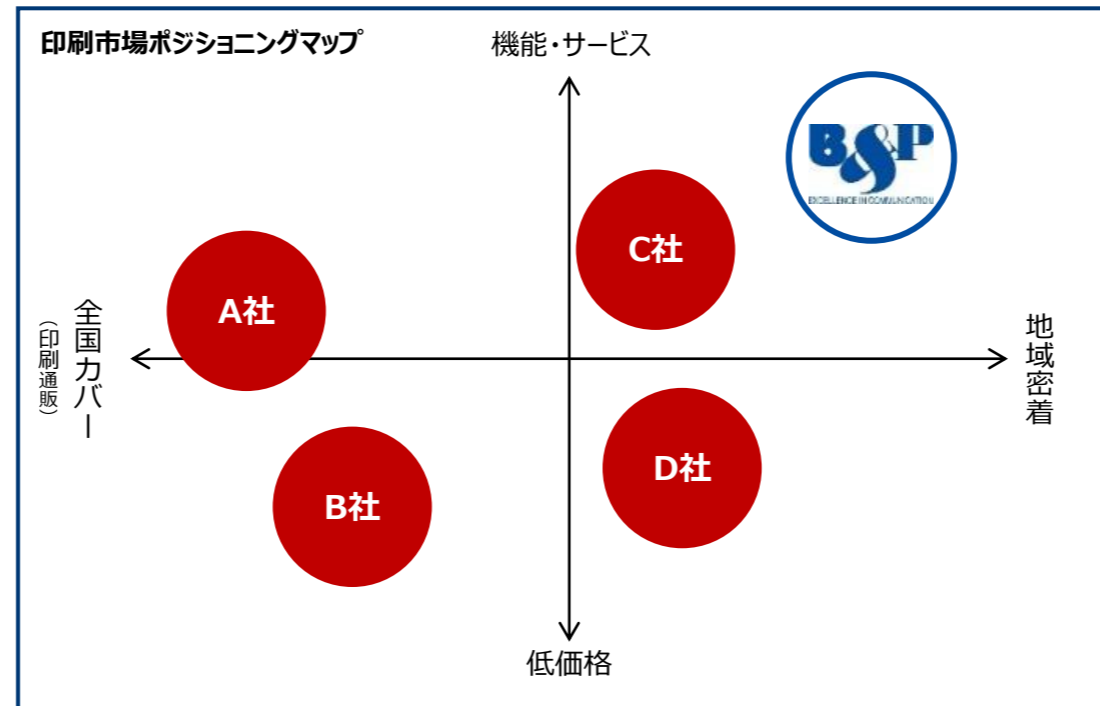 印刷市場ポジショニングマップ
機能・サービス
B&P
EXCELLENCE IN COMMUNICATION
C社
A社
全国カバー
（印刷通販）
地域密着
D社
B社
低価格